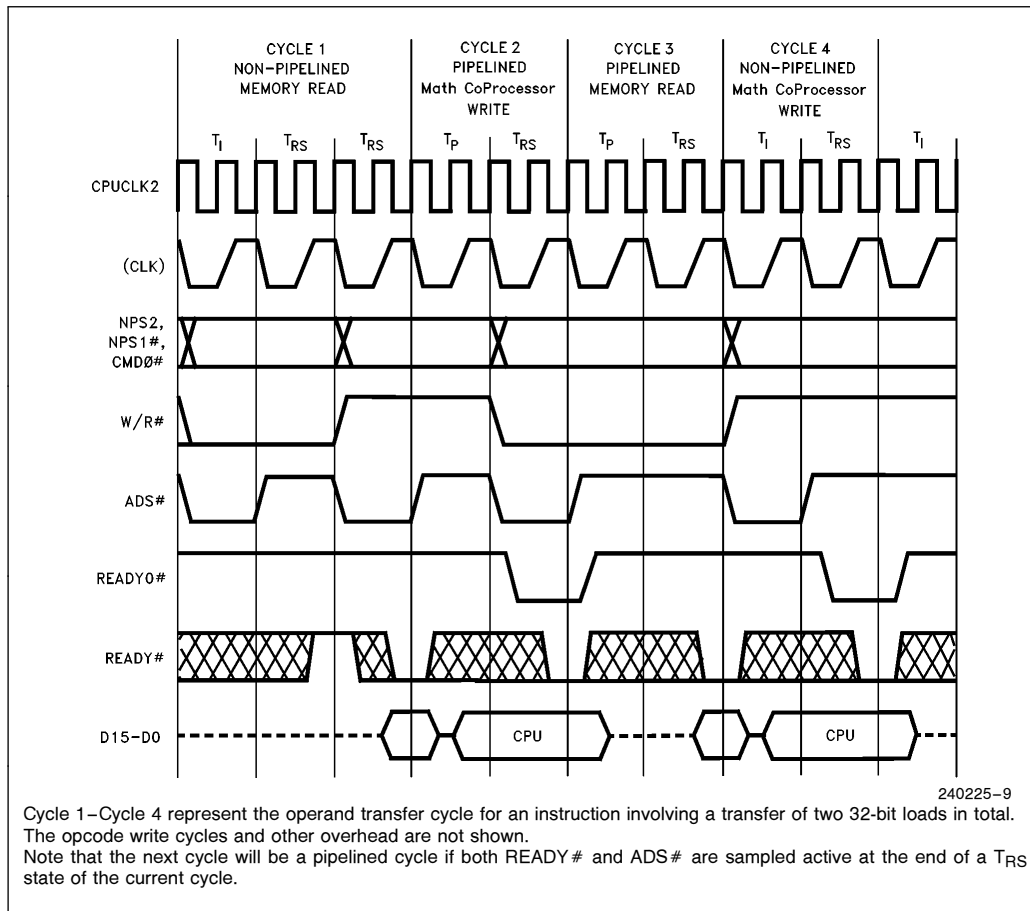 CYCLE 1
NON-PIPELINED
MEMORY READ
CYCLE 2
PIPELINED
Math CoProcessor
WRITE
CYCLE 3
PIPELINED
MEMORY READ
CYCLE 4
NON-PIPELINED
Math CoProcessor
WRITE
TI TRS TRS TP TRS TP TRS TI TRS TI
CPUCLK2
(CLK)
NPS2,
NPS1#,
CMDØ#
W/R#
ADS#
READYO#
READY#
D15-D0 CPU CPU
240225–9
Cycle 1–Cycle 4 represent the operand transfer cycle for an instruction involving a transfer of two 32-bit loads in total.
The opcode write cycles and other overhead are not shown.
Note that the next cycle will be a pipelined cycle if both READY# and ADS# are sampled active at the end of a TRS
state of the current cycle.